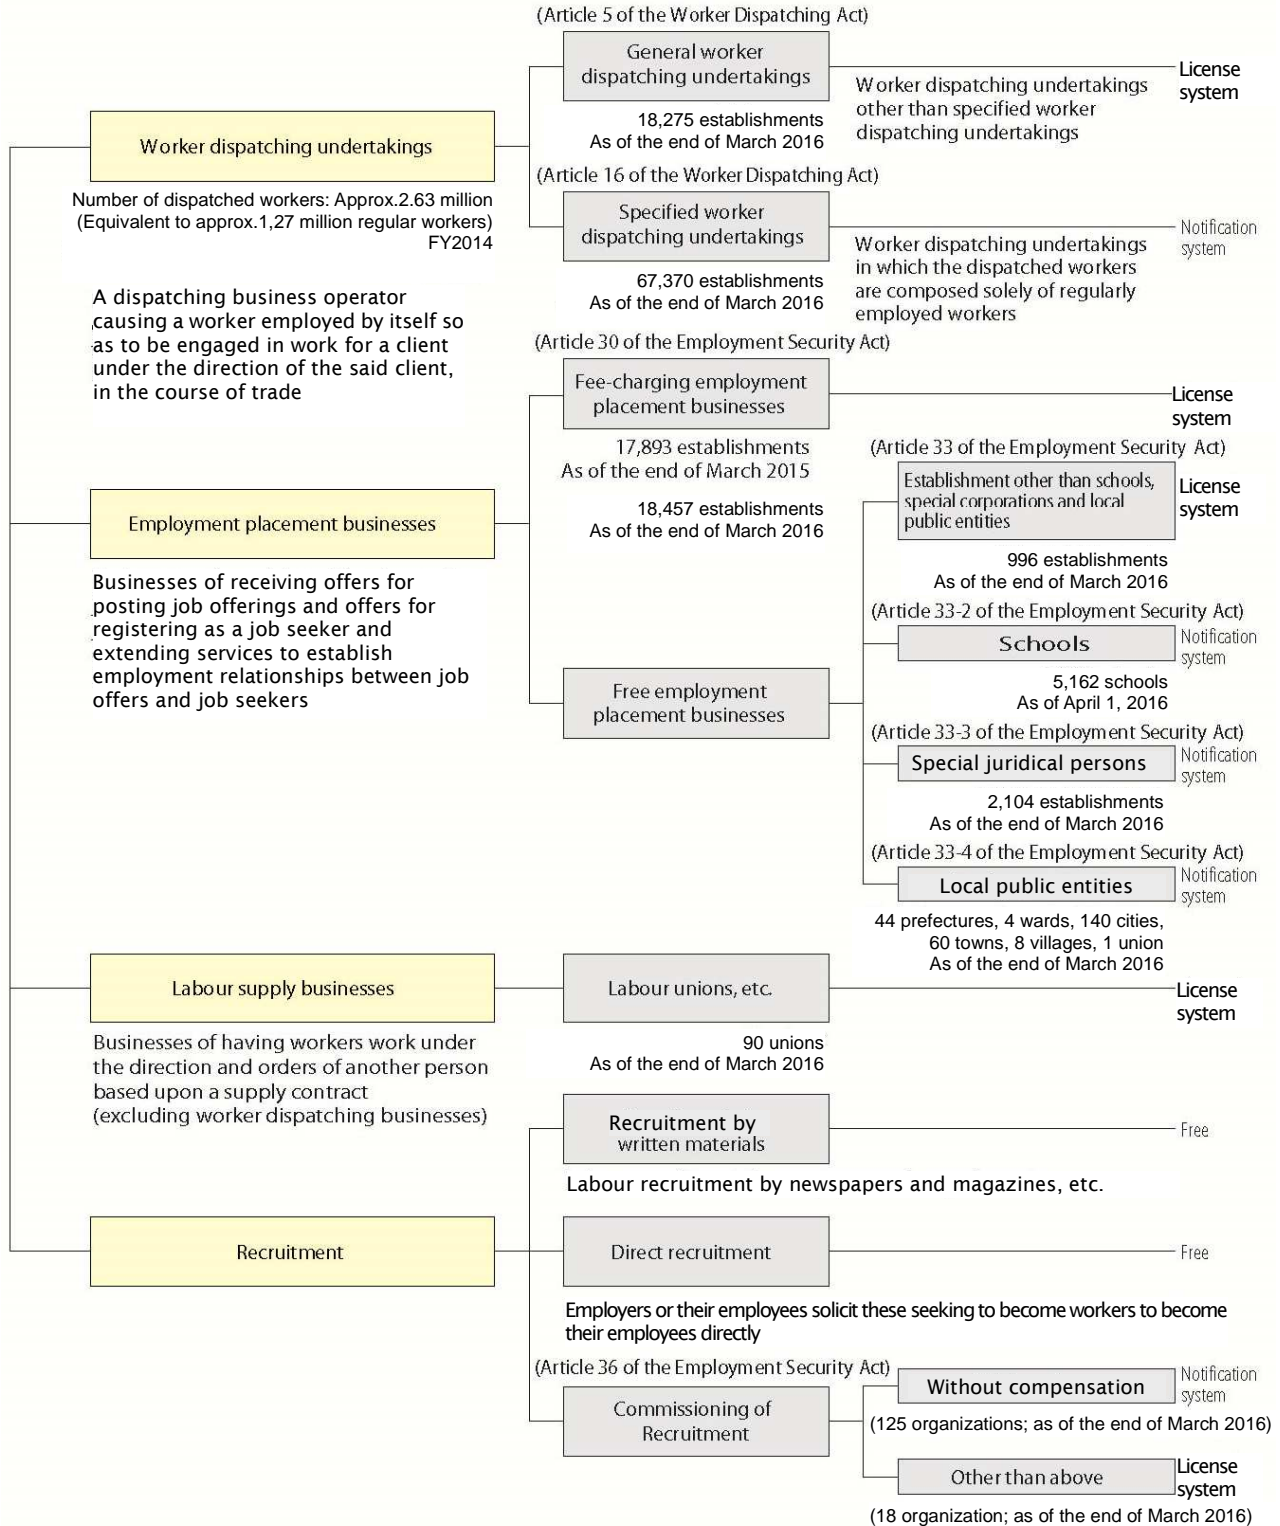 (Article 5 of the Worker Dispatching Act)
General worker
dispatching undertakings
License
system
Worker dispatching undertakings
other than specified worker
dispatching undertakings
18,275 establishments
As of the end of March 2016
Worker dispatching undertakings
Number of dispatched workers: Approx.2.63 million
(Equivalent to approx.1,27 million regular workers)
FY2014
A dispatching business operator
causing a worker employed by itself so
as to be engaged in work for a client
under the direction of the said client,
in the course of trade
(Article 16 of the Worker Dispatching Act)
Specified worker
dispatching undertakings
Notification
system
Worker dispatching undertakings
in which the dispatched workers
are composed solely of regularly
employed workers
67,370 establishments
As of the end of March 2016
(Article 30 of the Employment Security Act)
Fee-charging employment
placement businesses
License
system
17,893 establishments
As of the end of March 2015
18,457 establishments
As of the end of March 2016
Employment placement businesses
Businesses of receiving offers for
posting job offerings and offers for
registering as a job seeker and
extending services to establish
employment relationships between job
offers and job seekers
Free employment
placement businesses
(Article 33 of the Employment Security Act)
Establishment other than schools,
special corporations and local
public entities
License
system
996 establishments
As of the end of March 2016
(Article 33-2 of the Employment Security Act)
Schools
Notification
system
5,162 schools
As of April 1, 2016
(Article 33-3 of the Employment Security Act)
Special juridical persons
Notification
system
2,104 establishments
As of the end of March 2016
(Article 33-4 of the Employment Security Act)
Local public entities
Notification
system
44 prefectures, 4 wards, 140 cities,
60 towns, 8 villages, 1 union
As of the end of March 2016
Labour supply businesses
Businesses of having workers work under
the direction and orders of another person
based upon a supply contract
(excluding worker dispatching businesses)
Labour unions, etc.
License
system
90 unions
As of the end of March 2016
Recruitment
Recruitment by
written materials
Free
Labour recruitment by newspapers and magazines, etc.
Direct recruitment
Free
Employers or their employees solicit these seeking to become workers to become
their employees directly
(Article 36 of the Employment Security Act)
Commissioning of
Recruitment
Without compensation
Notification
system
(125 organizations; as of the end of March 2016)
Other than above
License
system
(18 organization; as of the end of March 2016)